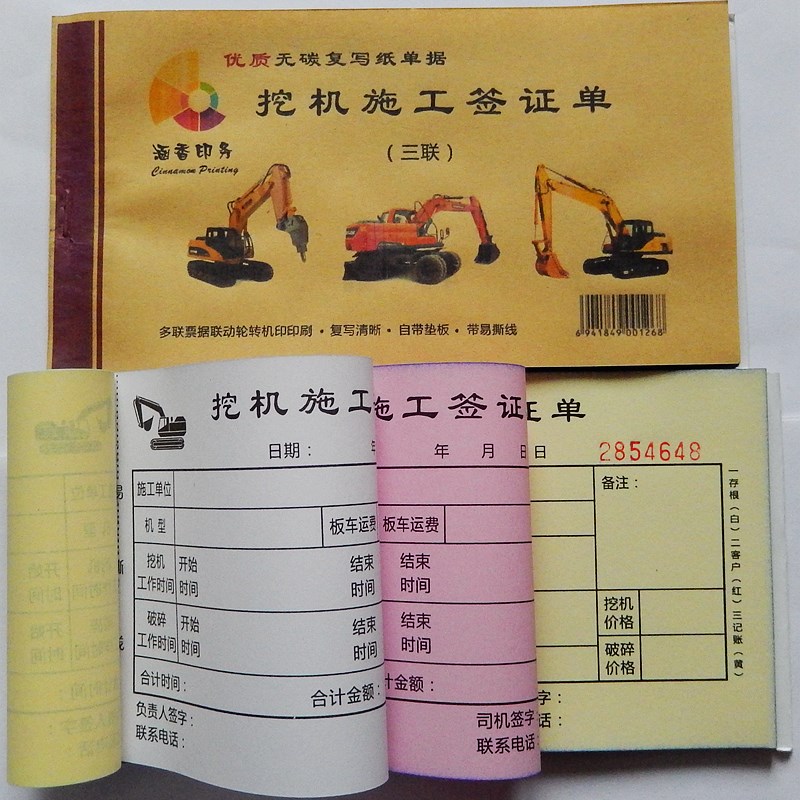 优质无碳复写纸单据
挖机施工签证单
(三联)
涵香印务
Cinnamon Printing
多联票据联动轮转机印印刷·复写清晰·自带垫板·带易撕线
6 941849 001268
挖机施工
施工签证
单
日期： 年
年 月 日
日
2854648
施工单位
机型
板车运费
板车运费
挖机
工作时间
开始
时间
结束
时间
结束
时间
破碎
工作时间
开始
时间
结束
时间
结束
时间
合计时间：
合计金额：
计金额：
负责人签字：
联系电话：
司机签字
联系电话：
字：
话：
备注：
挖机
价格
破碎
价格
一存根(白)二客户(红)三记账(黄)